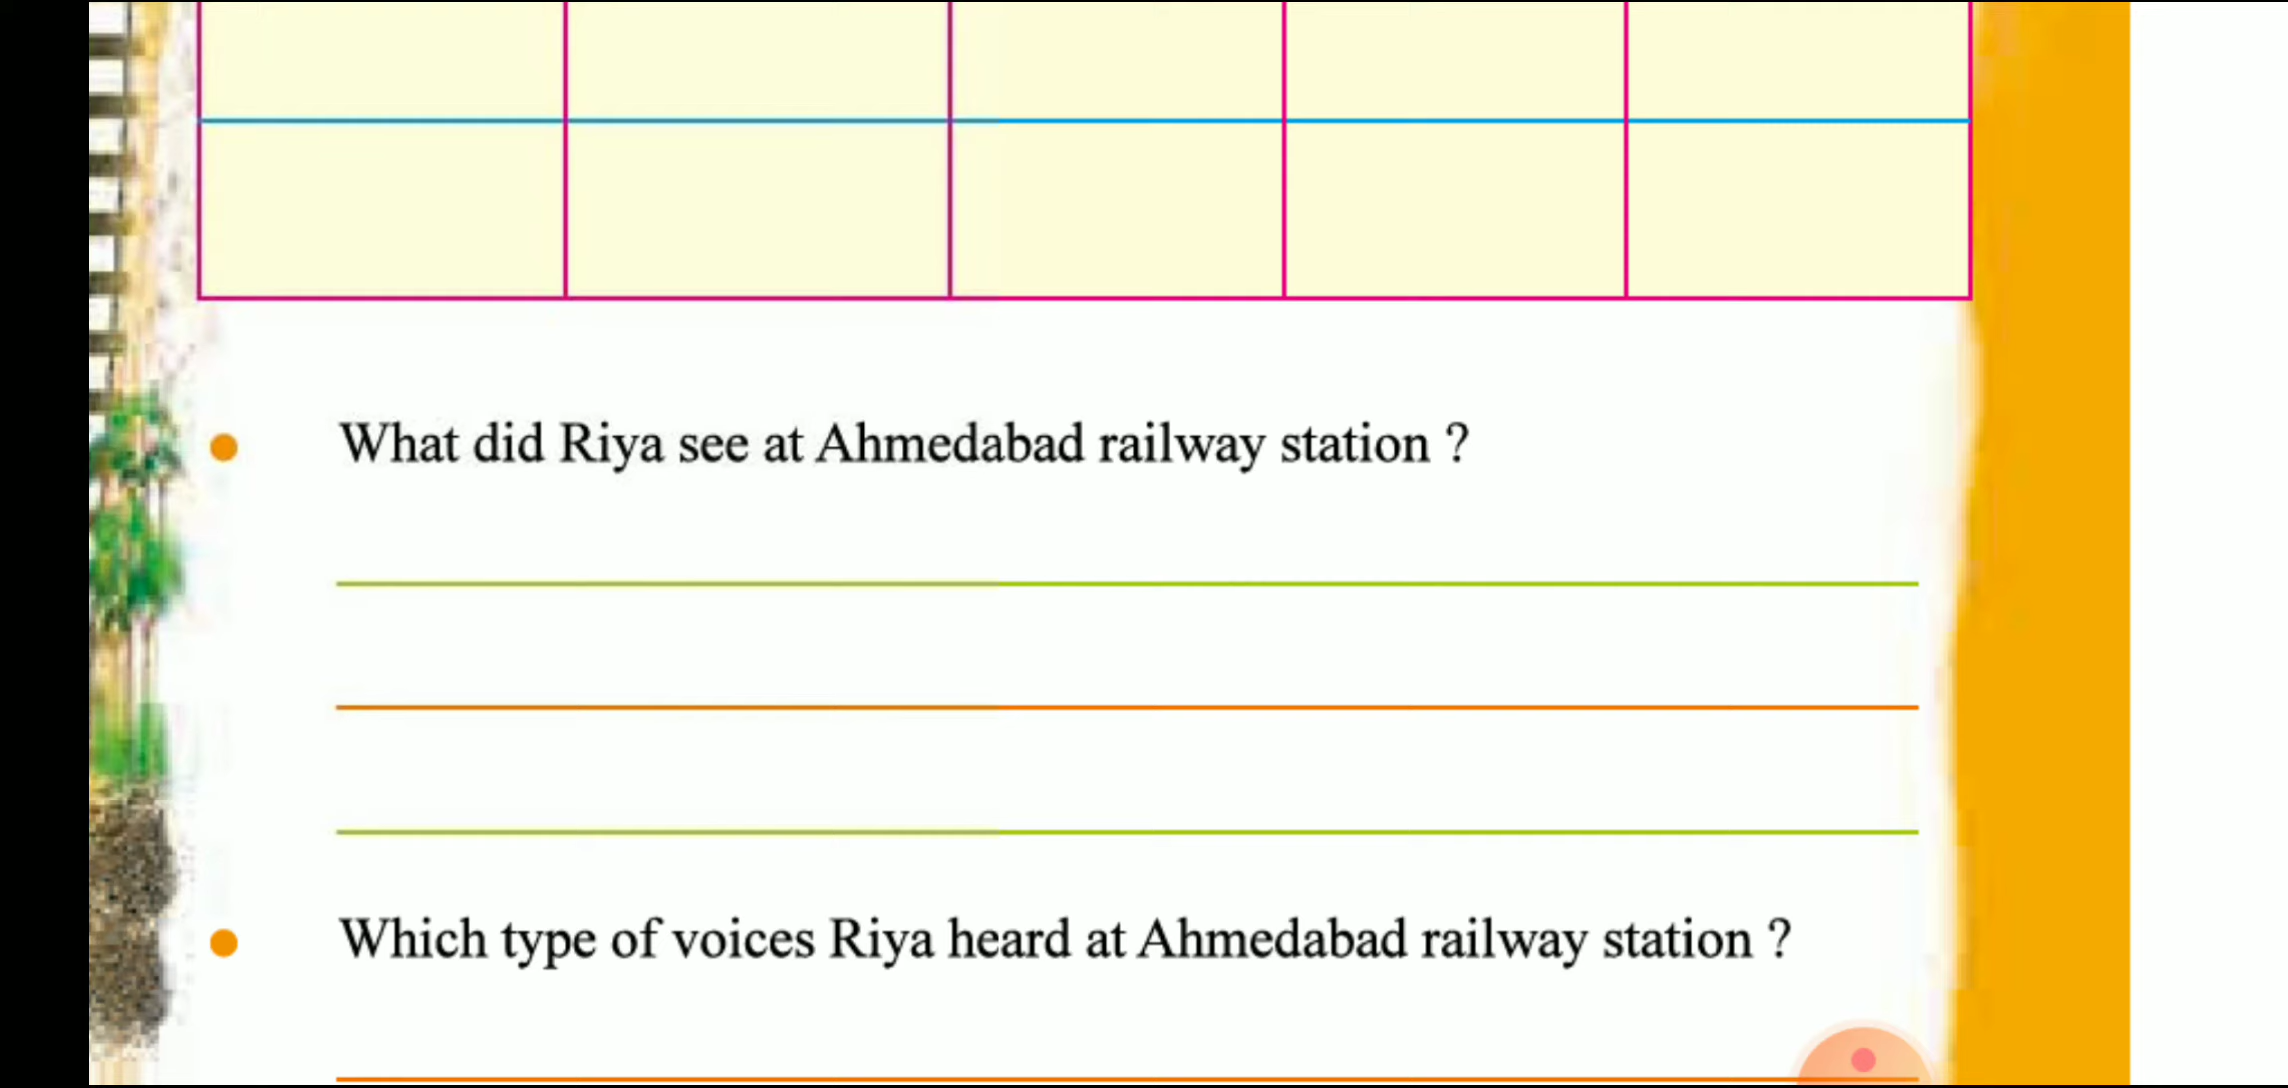 What did Riya see at Ahmedabad railway station ?
Which type of voices Riya heard at Ahmedabad railway station ?